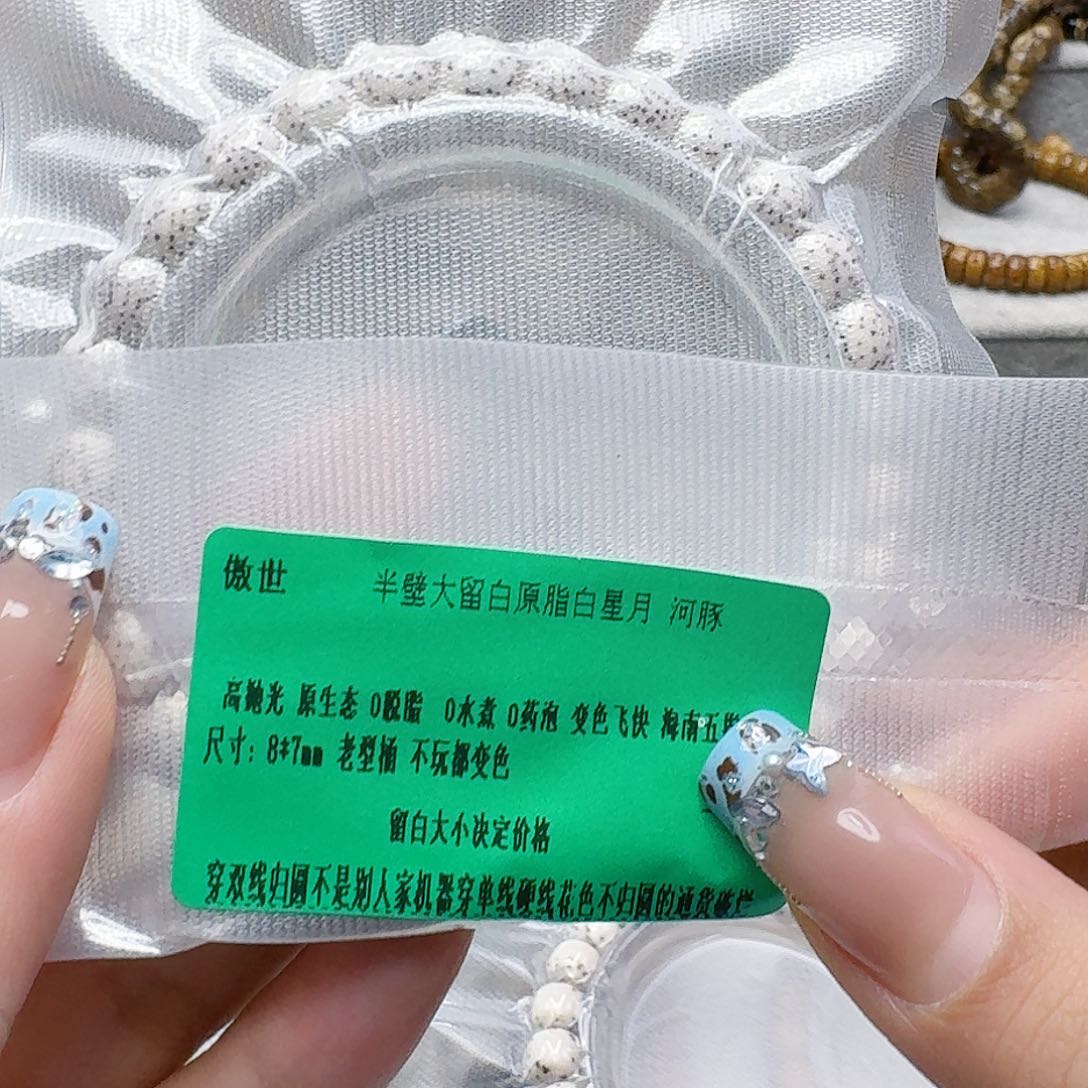 傲世 半壁大留白原脂白星月 河豚
高抛光 原生态 0脱脂 0水煮 0药泡 变色飞快 海南五
尺寸：8*7mm 老型桶 不玩都变色
留白大小决定价格
穿双线归圆不是别人家机器穿单线硬线花色不归圆的通货破烂